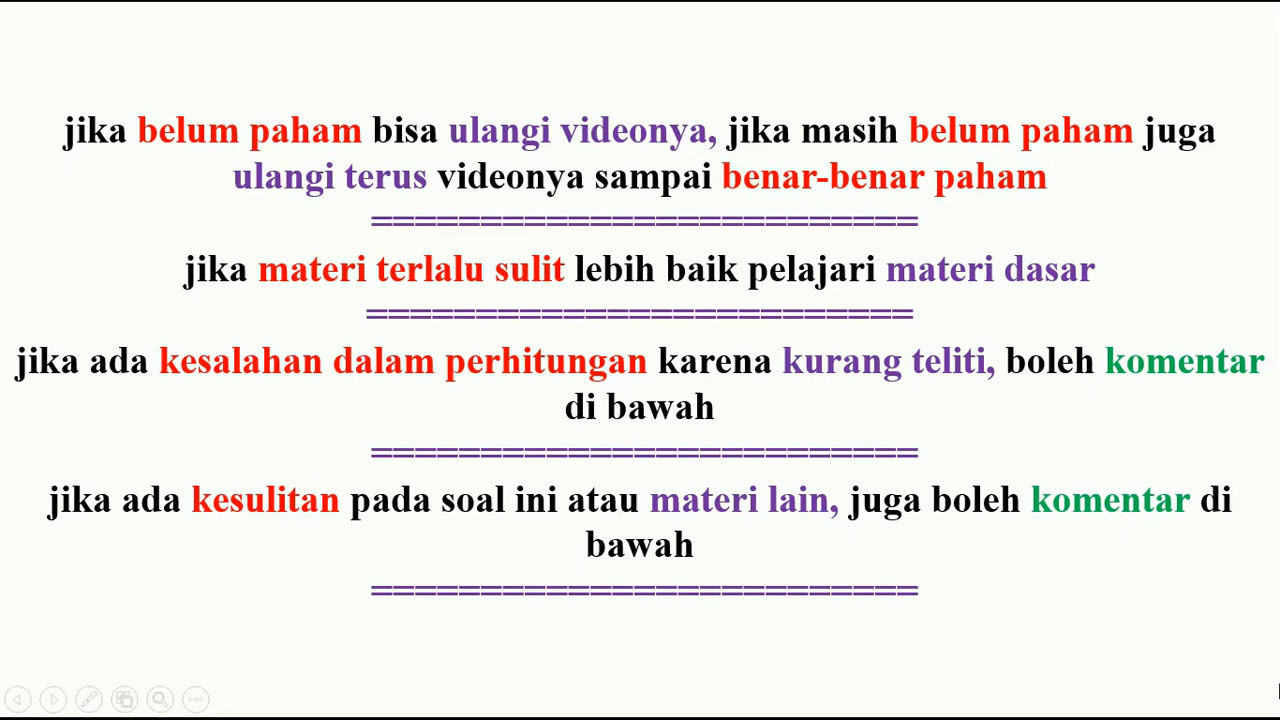 jika belum paham bisa ulangi videonya, jika masih belum paham juga
ulangi terus videonya sampai benar-benar paham
=========================
jika materi terlalu sulit lebih baik pelajari materi dasar
=========================
jika ada kesalahan dalam perhitungan karena kurang teliti, boleh komentar
di bawah
=========================
jika ada kesulitan pada soal ini atau materi lain, juga boleh komentar di
bawah
=========================